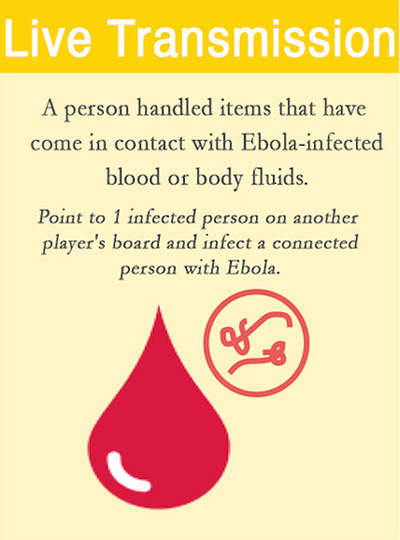 Live Transmission
A person handled items that have
come in contact with Ebola-infected
blood or body fluids.
Point to 1 infected person on another
player's board and infect a connected
person with Ebola.